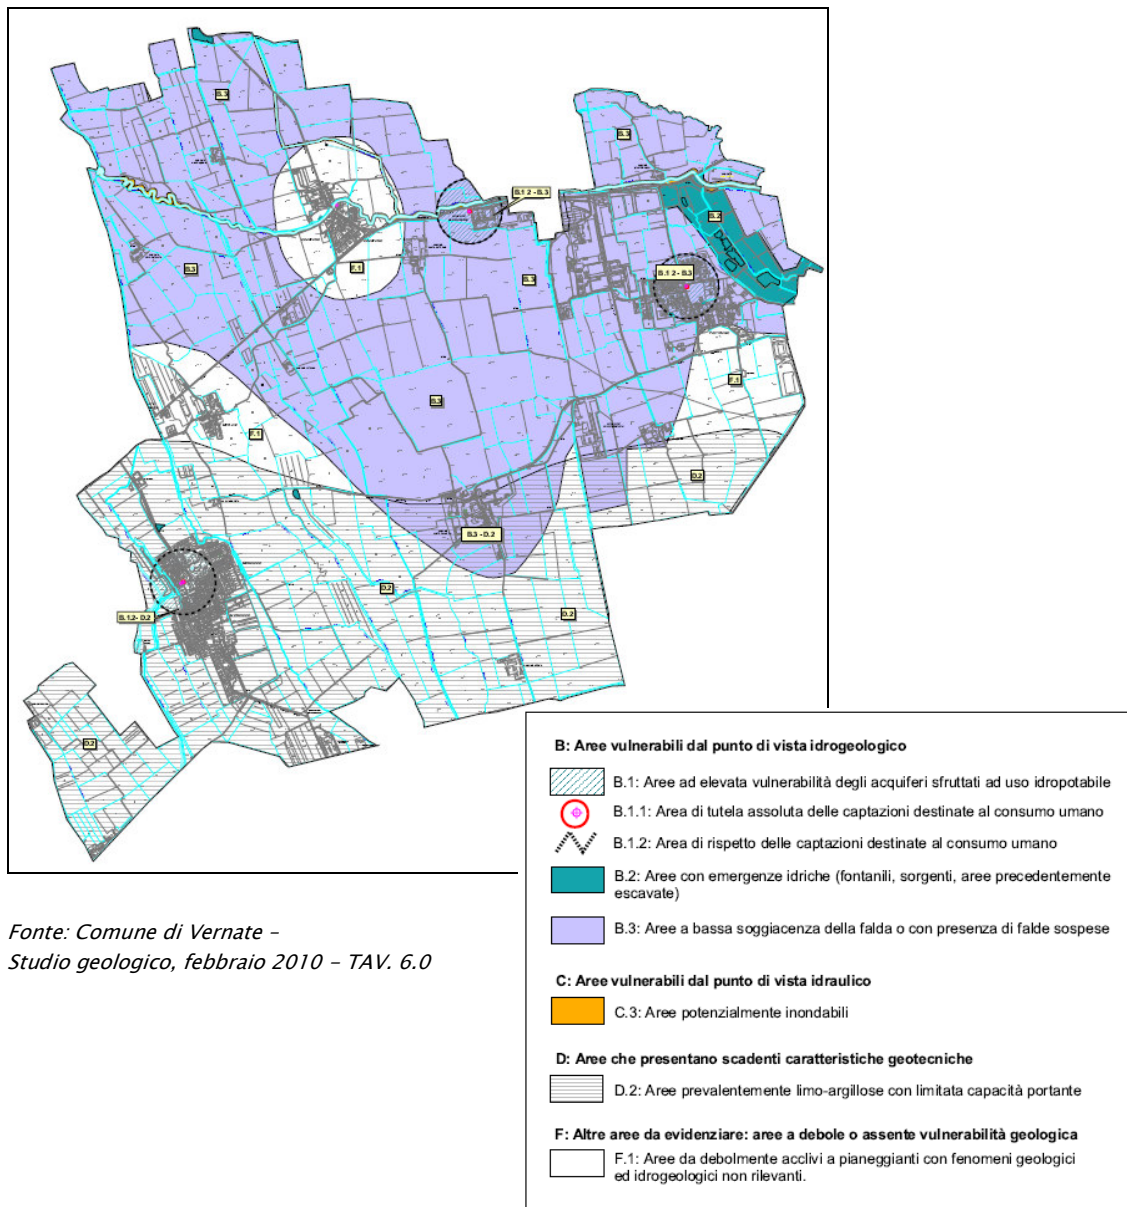 B.3
B.3
B.1 2 - B.3
B.2
B.3
F.1
B.3
B.1 2 - B.3
B.3
F.1
F.1
D.2
B.3 - D.2
D.2
D.2
B.1.2- D.2
D.2
B: Aree vulnerabili dal punto di vista idrogeologico
B.1: Aree ad elevata vulnerabilità degli acquiferi sfruttati ad uso idropotabile
B.1.1: Area di tutela assoluta delle captazioni destinate al consumo umano
B.1.2: Area di rispetto delle captazioni destinate al consumo umano
B.2: Aree con emergenze idriche (fontanili, sorgenti, aree precedentemente
escavate)
B.3: Aree a bassa soggiacenza della falda o con presenza di falde sospese
C: Aree vulnerabili dal punto di vista idraulico
C.3: Aree potenzialmente inondabili
D: Aree che presentano scadenti caratteristiche geotecniche
D.2: Aree prevalentemente limo-argillose con limitata capacità portante
F: Altre aree da evidenziare: aree a debole o assente vulnerabilità geologica
F.1: Aree da debolmente acclivi a pianeggianti con fenomeni geologici
ed idrogeologici non rilevanti.
Fonte: Comune di Vernate –
Studio geologico, febbraio 2010 – TAV. 6.0